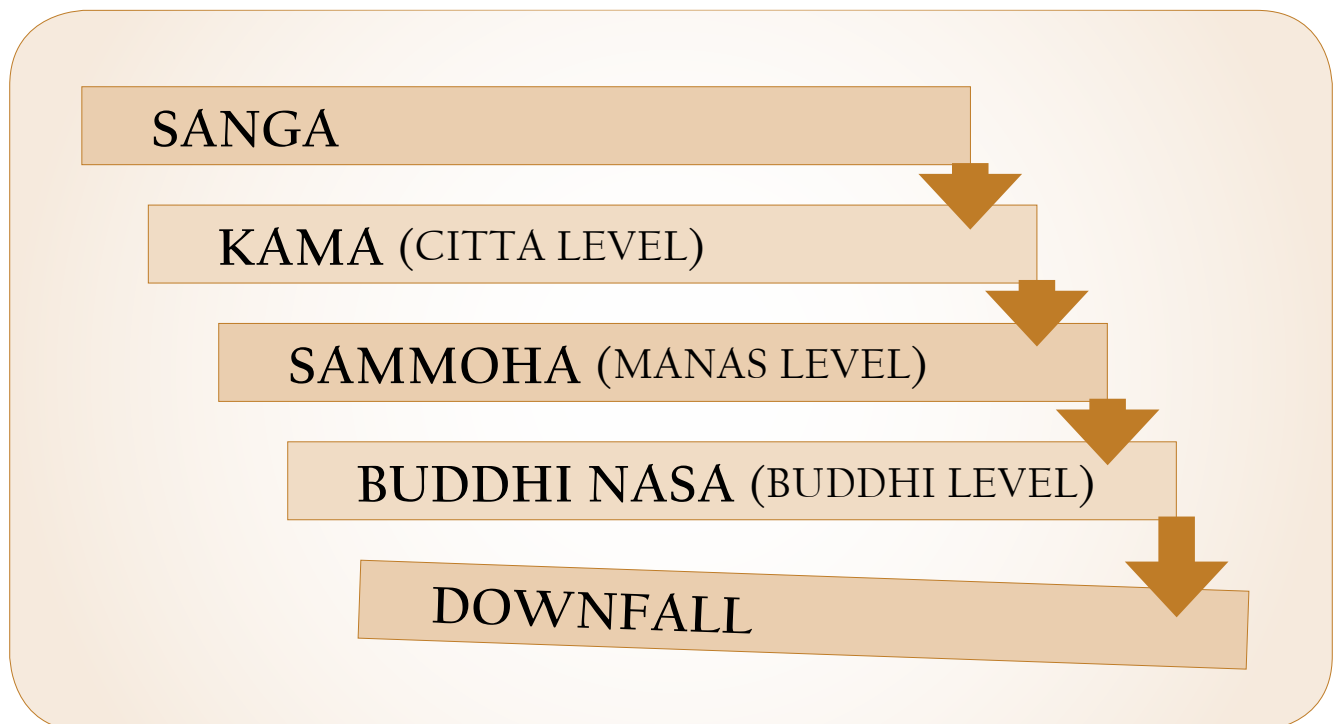 SANGA
KAMA (CITTA LEVEL)
SAMMOHA (MANAS LEVEL)
BUDDHI NASA (BUDDHI LEVEL)
DOWNFALL